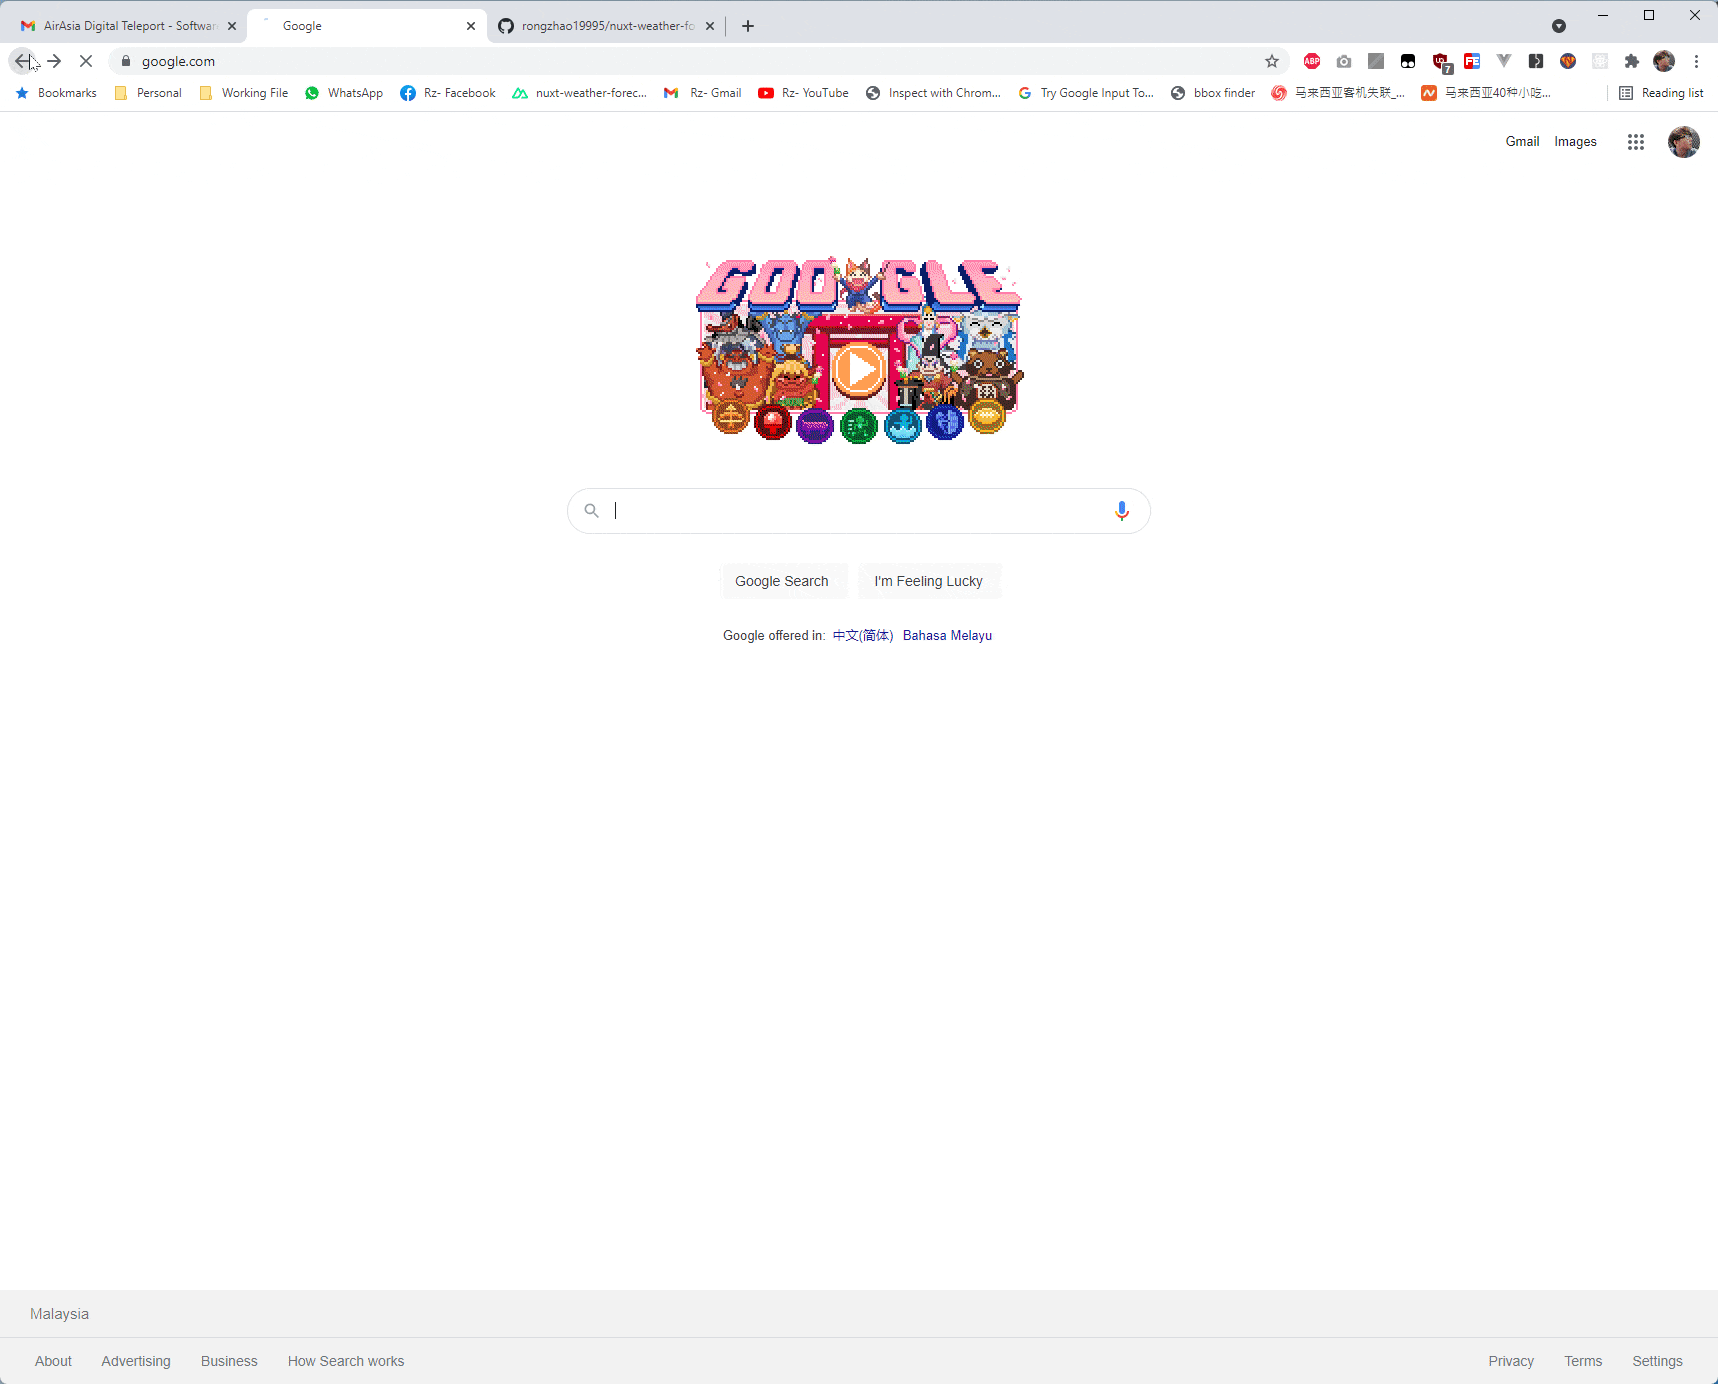 AirAsia Digital Teleport - Softwar
Google
rongzhao19995/nuxt-weather-fo
google.com
ABP
7
FE
Bookmarks
Personal
Working File
WhatsApp
Rz- Facebook
nuxt-weather-forec...
Rz- Gmail
Rz- YouTube
Inspect with Chrom...
Try Google Input To...
bbox finder
马来西亚客机失联_...
马来西亚40种小吃...
Reading list
Gmail
Images
GOOGLE
Google Search
I'm Feeling Lucky
Google offered in: 中文(简体) Bahasa Melayu
Malaysia
About
Advertising
Business
How Search works
Privacy
Terms
Settings